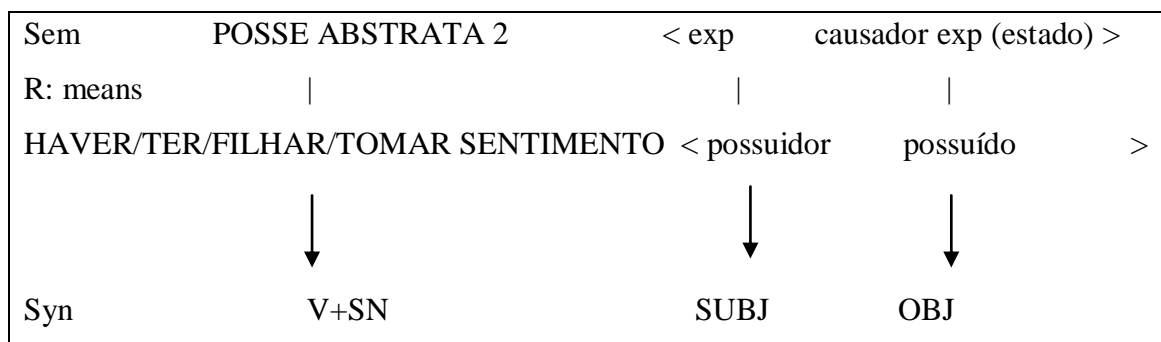 Sem POSSE ABSTRATA 2 < exp causador exp (estado) >
R: means | | |
HAVER/TER/FILHAR/TOMAR SENTIMENTO < possuidor possuído >
Syn V+SN SUBJ OBJ